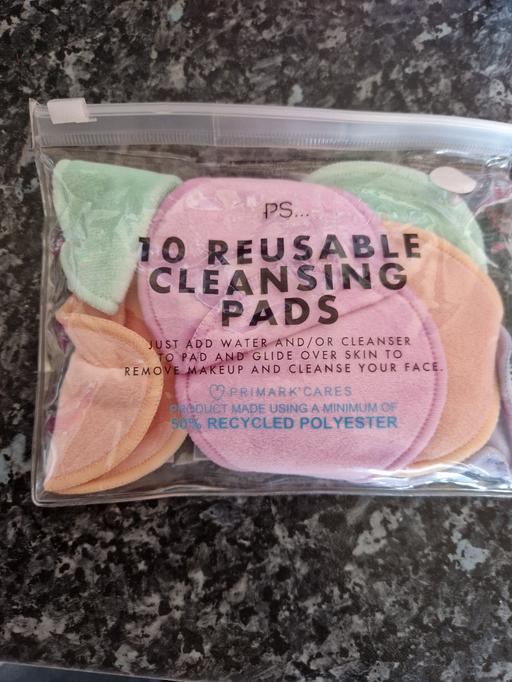 PS...
10 REUSABLE
CLEANSING
PADS
JUST ADD WATER AND/OR CLEANSER
TO PAD AND GLIDE OVER SKIN TO
REMOVE MAKEUP AND CLEANSE YOUR FACE.
PRIMARK CARES
PRODUCT MADE USING A MINIMUM OF
50% RECYCLED POLYESTER